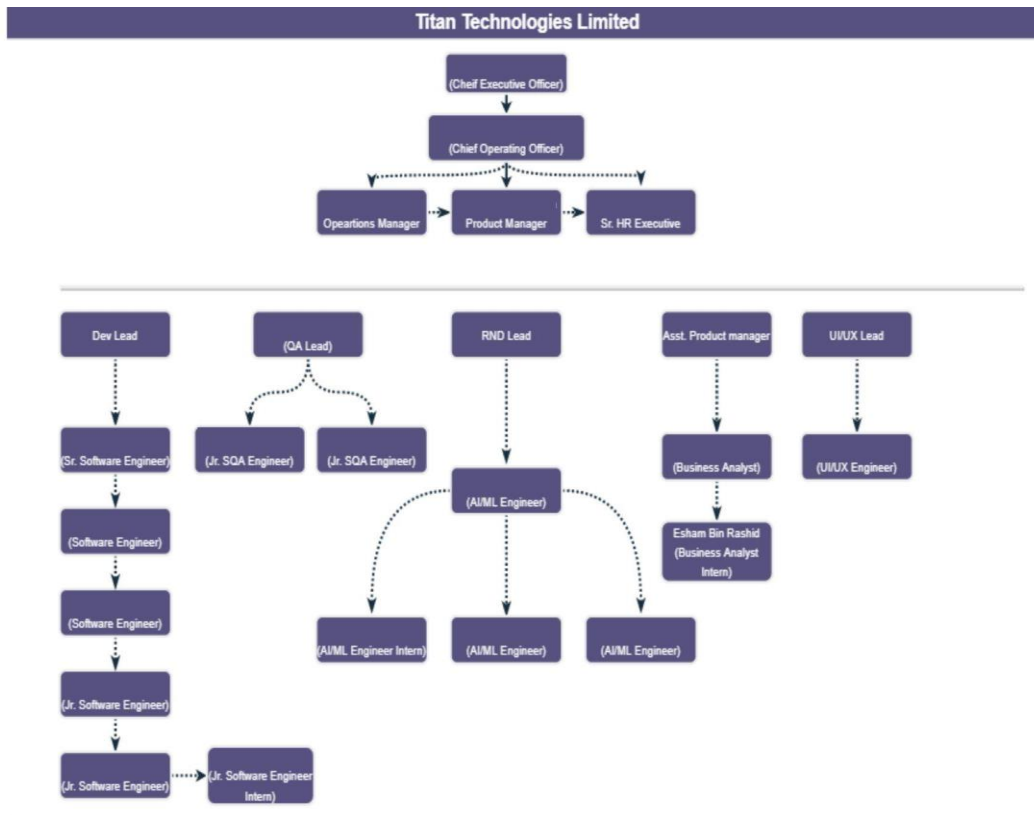 Titan Technologies Limited
(Cheif Executive Officer)
(Chief Operating Officer)
Opeartions Manager
Product Manager
Sr. HR Executive
Dev Lead
(QA Lead)
RND Lead
Asst. Product manager
UI/UX Lead
(Sr. Software Engineer)
(Jr. SQA Engineer)
(Jr. SQA Engineer)
(AI/ML Engineer)
(Business Analyst)
(UI/UX Engineer)
(Software Engineer)
Esham Bin Rashid
(Business Analyst
Intern)
(Software Engineer)
(AI/ML Engineer Intern)
(AI/ML Engineer)
(AI/ML Engineer)
(Jr. Software Engineer)
(Jr. Software Engineer)
(Jr. Software Engineer
Intern)